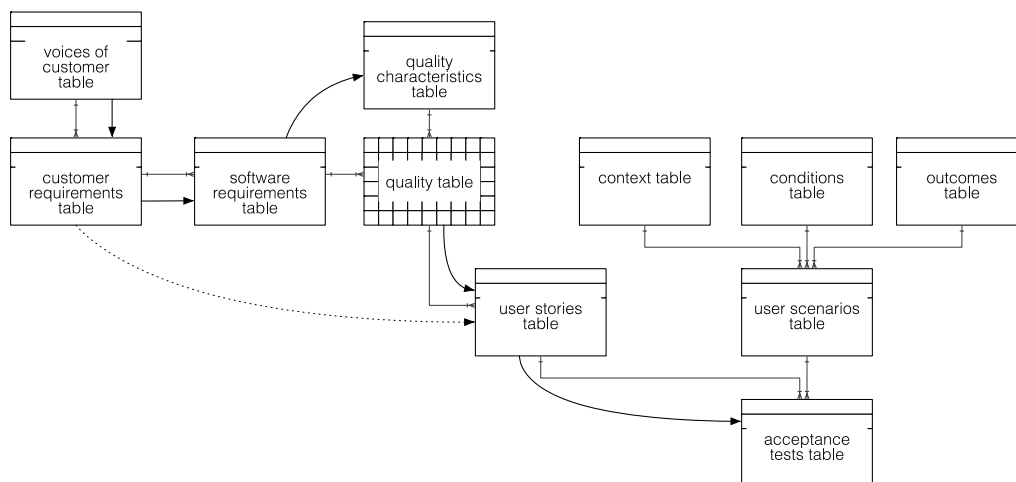 voices of
customer
table
quality
characteristics
table
customer
requirements
table
software
requirements
table
quality table
context table
conditions
table
outcomes
table
user stories
table
user scenarios
table
acceptance
tests table